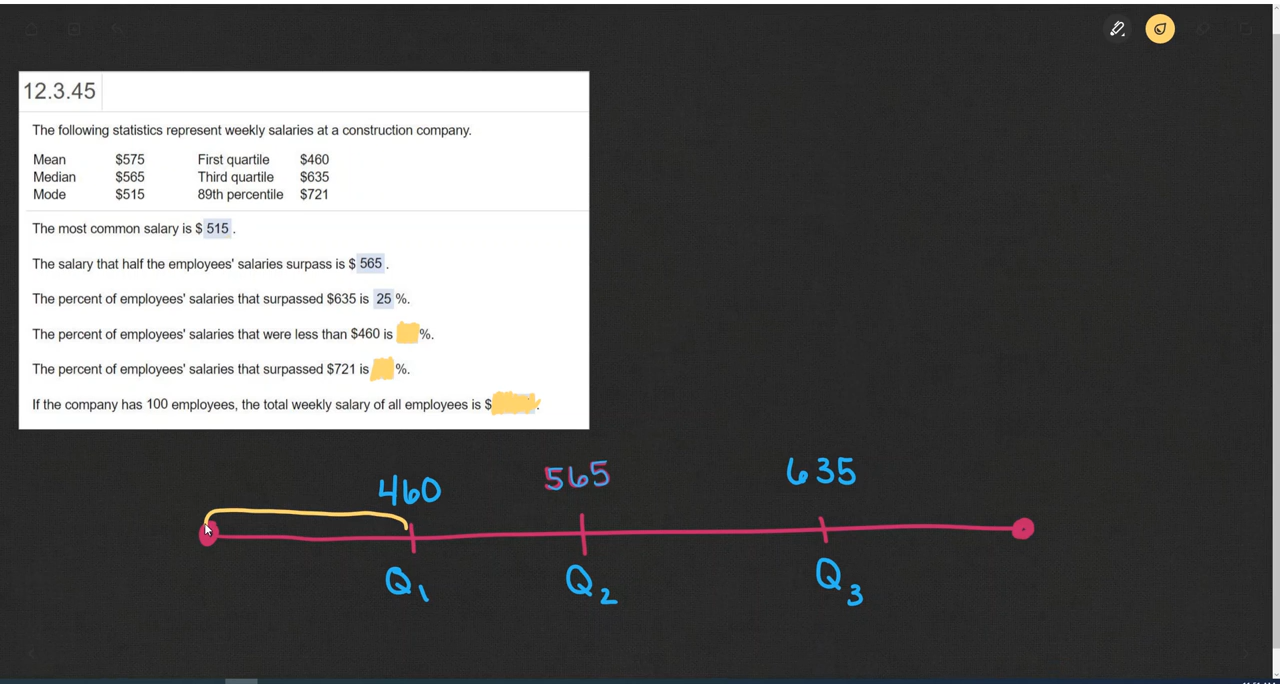 12.3.45
The following statistics represent weekly salaries at a construction company.
Mean $575 First quartile $460
Median $565 Third quartile $635
Mode $515 89th percentile $721
The most common salary is $ 515 .
The salary that half the employees' salaries surpass is $ 565 .
The percent of employees' salaries that surpassed $635 is 25 %.
The percent of employees' salaries that were less than $460 is %.
The percent of employees' salaries that surpassed $721 is %.
If the company has 100 employees, the total weekly salary of all employees is $ .
460 565 635
Q1 Q2 Q3